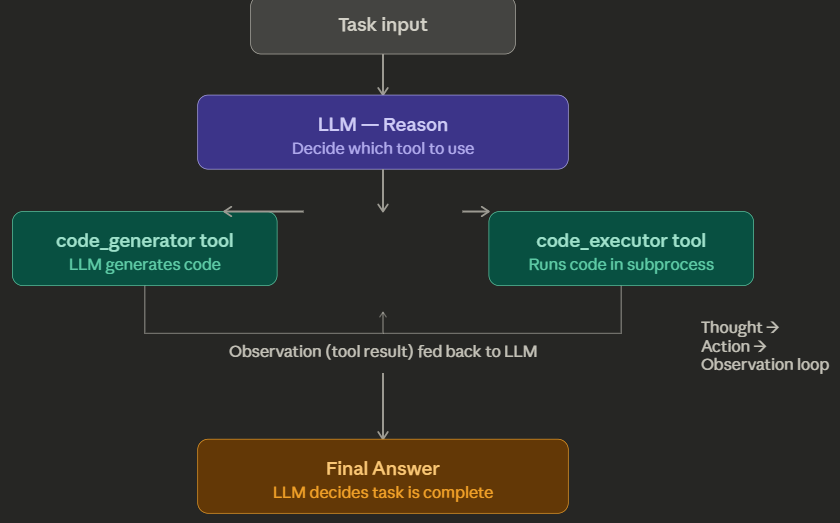 Task input
LLM — Reason
Decide which tool to use
code_generator tool
LLM generates code
code_executor tool
Runs code in subprocess
Thought →
Action →
Observation loop
Observation (tool result) fed back to LLM
Final Answer
LLM decides task is complete